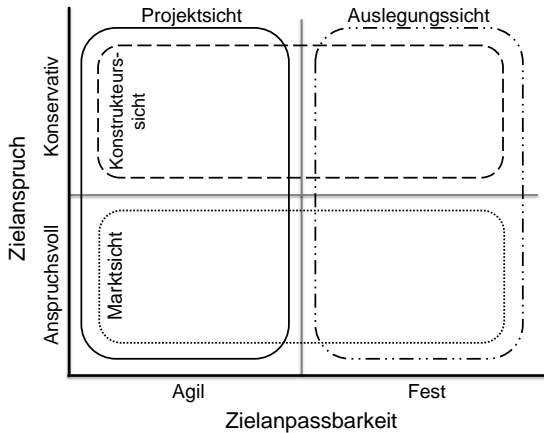 Projektsicht
Auslegungssicht
Zielanspruch
Konservativ
Konstrukteurs-
sicht
Anspruchsvoll
Marktsicht
Agil
Fest
Zielanpassbarkeit